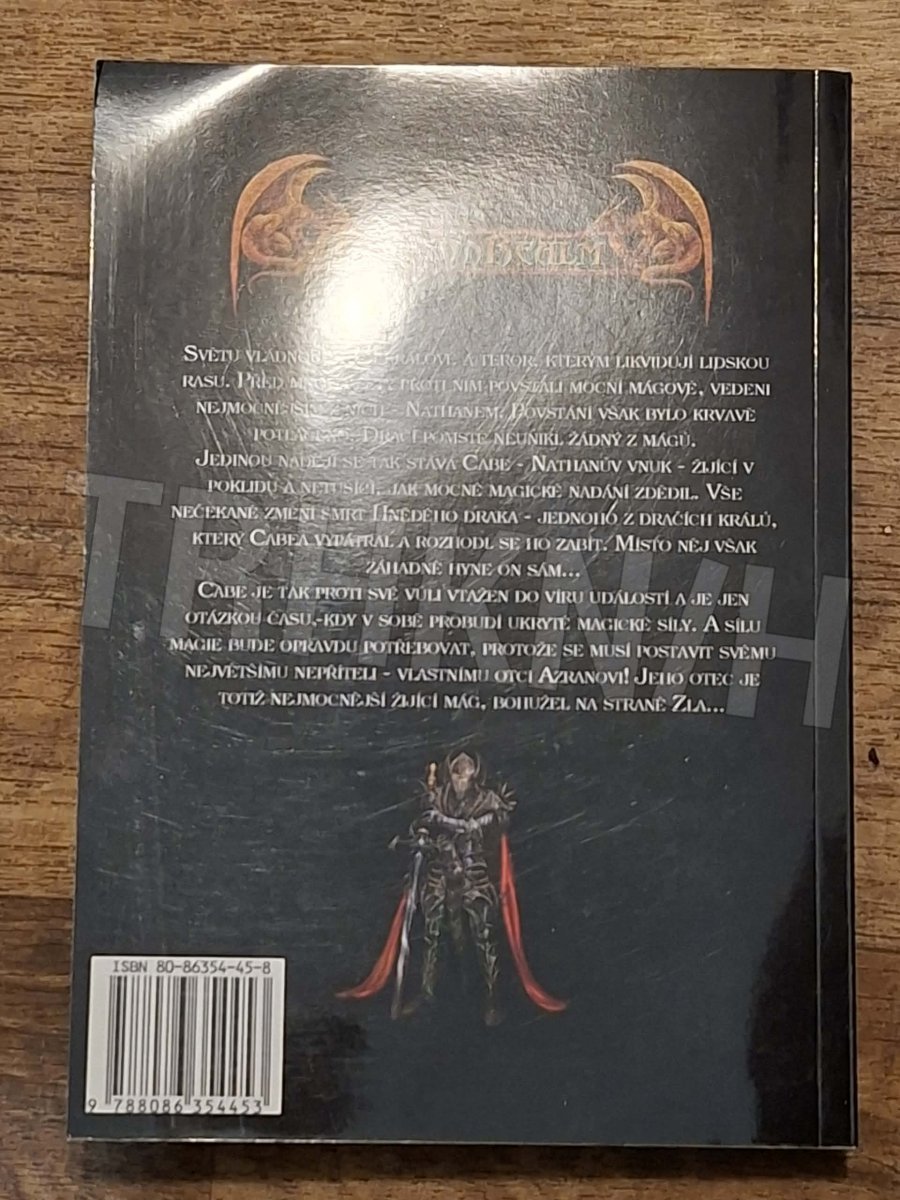 Světu vládnou králové a teror, kterým likvidují lidskou
rasu. Před proti nim povstali mocní mágové, vedeni
nejmocnějším z nich - Nathanem. Povstání však bylo krvavě
potlačeno. Dračí pomstě neunikl žádný z mágů.
Jedinou nadějí se tak stává Cabe - Nathanův vnuk - žijící v
poklidu a netušící, jak mocné magické nadání zdědil. Vše
nečekaně změní smrt Hnědého draka - jednoho z dračích králů,
který Cabea vypátral a rozhodl se ho zabít. Místo něj však
záhadně hyne on sám...
Cabe je tak proti své vůli vtažen do víru událostí a je jen
otázkou času, kdy v sobě probudí ukryté magické síly. A sílu
magie bude opravdu potřebovat, protože se musí postavit svému
největšímu nepříteli - vlastnímu otci Azranovi! Jeho otec je
totiž nejmocnější žijící mág, bohužel na straně Zla...
TRHKNIH
ISBN 80-86354-45-8
9 788086 354453